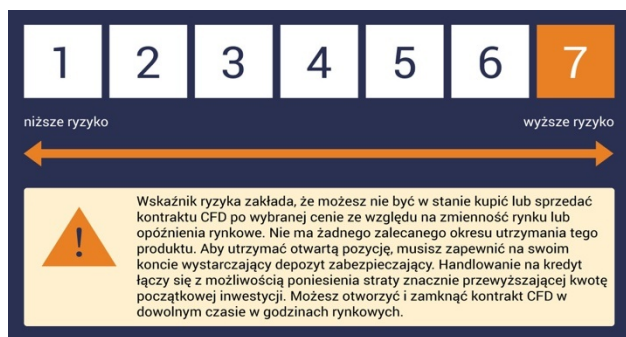 1 2 3 4 5 6 7
niższe ryzyko wyższe ryzyko
!
Wskaźnik ryzyka zakłada, że możesz nie być w stanie kupić lub sprzedać
kontraktu CFD po wybranej cenie ze względu na zmienność rynku lub
opóźnienia rynkowe. Nie ma żadnego zalecanego okresu utrzymania tego
produktu. Aby utrzymać otwartą pozycję, musisz zapewnić na swoim
koncie wystarczający depozyt zabezpieczający. Handlowanie na kredyt
łączy się z możliwością poniesienia straty znacznie przewyższającej kwotę
początkowej inwestycji. Możesz otworzyć i zamknąć kontrakt CFD w
dowolnym czasie w godzinach rynkowych.